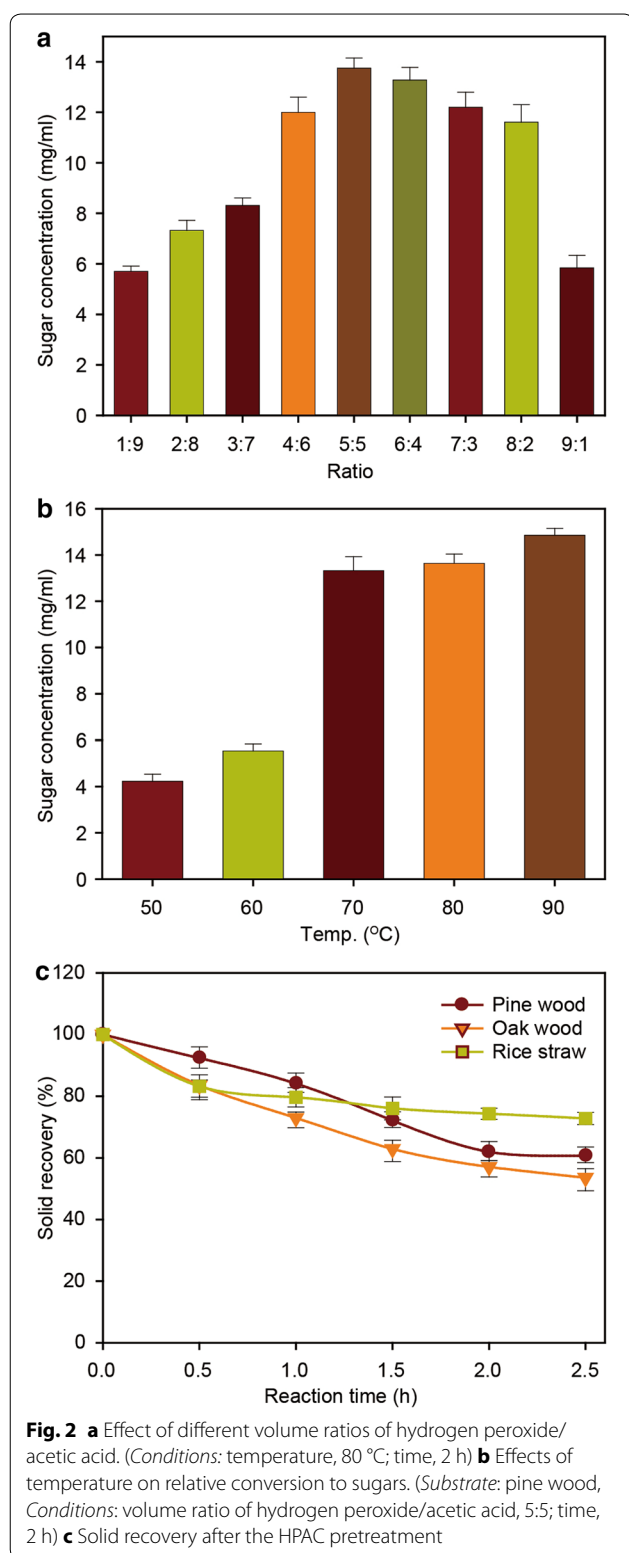 a
14
12
10
8
6
4
2
0
Sugar concentration (mg/ml)
1:9 2:8 3:7 4:6 5:5 6:4 7:3 8:2 9:1
Ratio
b
16
14
12
10
8
6
4
2
0
Sugar concentration (mg/ml)
50 60 70 80 90
Temp. (°C)
c
120
100
80
60
40
20
0
Solid recovery (%)
Pine wood
Oak wood
Rice straw
0.0 0.5 1.0 1.5 2.0 2.5
Reaction time (h)
Fig. 2 a Effect of different volume ratios of hydrogen peroxide/
acetic acid. (Conditions: temperature, 80 °C; time, 2 h) b Effects of
temperature on relative conversion to sugars. (Substrate: pine wood,
Conditions: volume ratio of hydrogen peroxide/acetic acid, 5:5; time,
2 h) c Solid recovery after the HPAC pretreatment